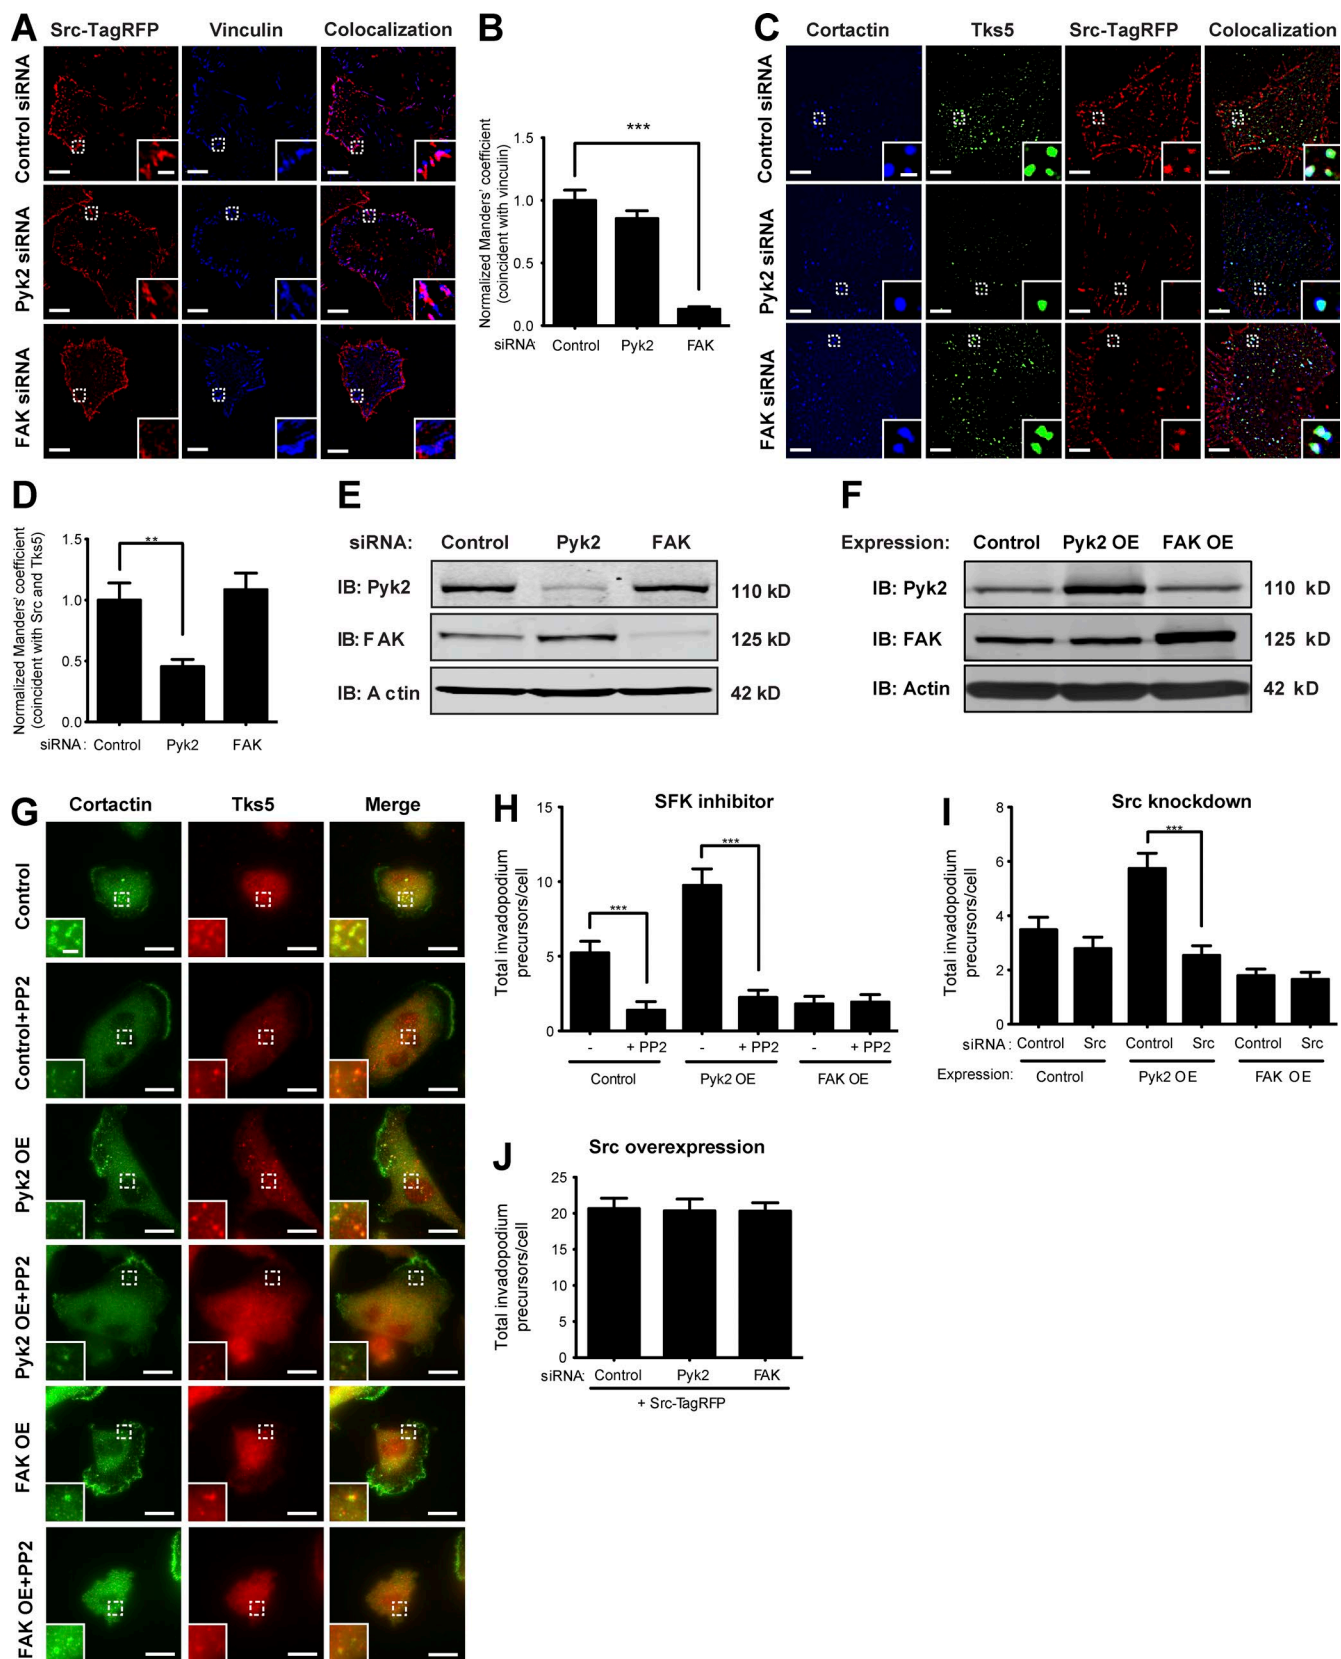 A
Src-TagRFP Vinculin Colocalization
Control siRNA
Pyk2 siRNA
FAK siRNA
B
Normalized Manders' coefficient
(coincident with vinculin)
1.5
1.0
0.5
0.0
***
siRNA: Control Pyk2 FAK
C
Cortactin Tks5 Src-TagRFP Colocalization
Control siRNA
Pyk2 siRNA
FAK siRNA
D
Normalized Manders' coefficient
(coincident with Src and Tks5)
1.5
1.0
0.5
0.0
**
siRNA: Control Pyk2 FAK
E
siRNA: Control Pyk2 FAK
IB: Pyk2 110 kD
IB: FAK 125 kD
IB: Actin 42 kD
F
Expression: Control Pyk2 OE FAK OE
IB: Pyk2 110 kD
IB: FAK 125 kD
IB: Actin 42 kD
G
Cortactin Tks5 Merge
Control
Control+PP2
Pyk2 OE
Pyk2 OE+PP2
FAK OE
FAK OE+PP2
H
SFK inhibitor
Total invadopodium
precursors/cell
15
10
5
0
***
***
- + PP2 - + PP2 - + PP2
Control Pyk2 OE FAK OE
I
Src knockdown
Total invadopodium
precursors/cell
8
6
4
2
0
***
siRNA: Control Src Control Src Control Src
Expression: Control Pyk2 OE FAK OE
J
Src overexpression
Total invadopodium
precursors/cell
25
20
15
10
5
0
siRNA: Control Pyk2 FAK
+ Src-TagRFP